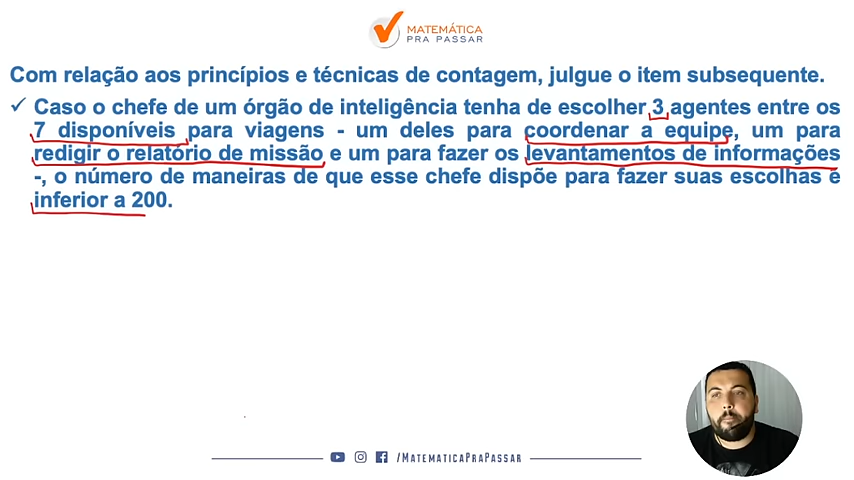 MATEMÁTICA
PRA PASSAR
Com relação aos princípios e técnicas de contagem, julgue o item subsequente.
✓ Caso o chefe de um órgão de inteligência tenha de escolher 3 agentes entre os
7 disponíveis para viagens - um deles para coordenar a equipe, um para
redigir o relatório de missão e um para fazer os levantamentos de informações
-, o número de maneiras de que esse chefe dispõe para fazer suas escolhas é
inferior a 200.
/MATEMATICAPRAPASSAR